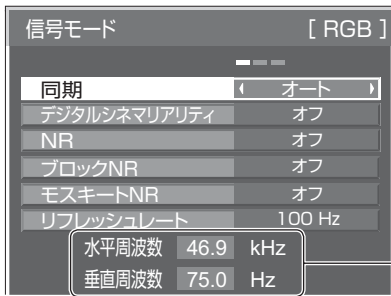 信号モード [ RGB ]
同期 オート
デジタルシネマリアリティ オフ
NR オフ
ブロックNR オフ
モスキートNR オフ
リフレッシュレート 100 Hz
水平周波数 46.9 kHz
垂直周波数 75.0 Hz